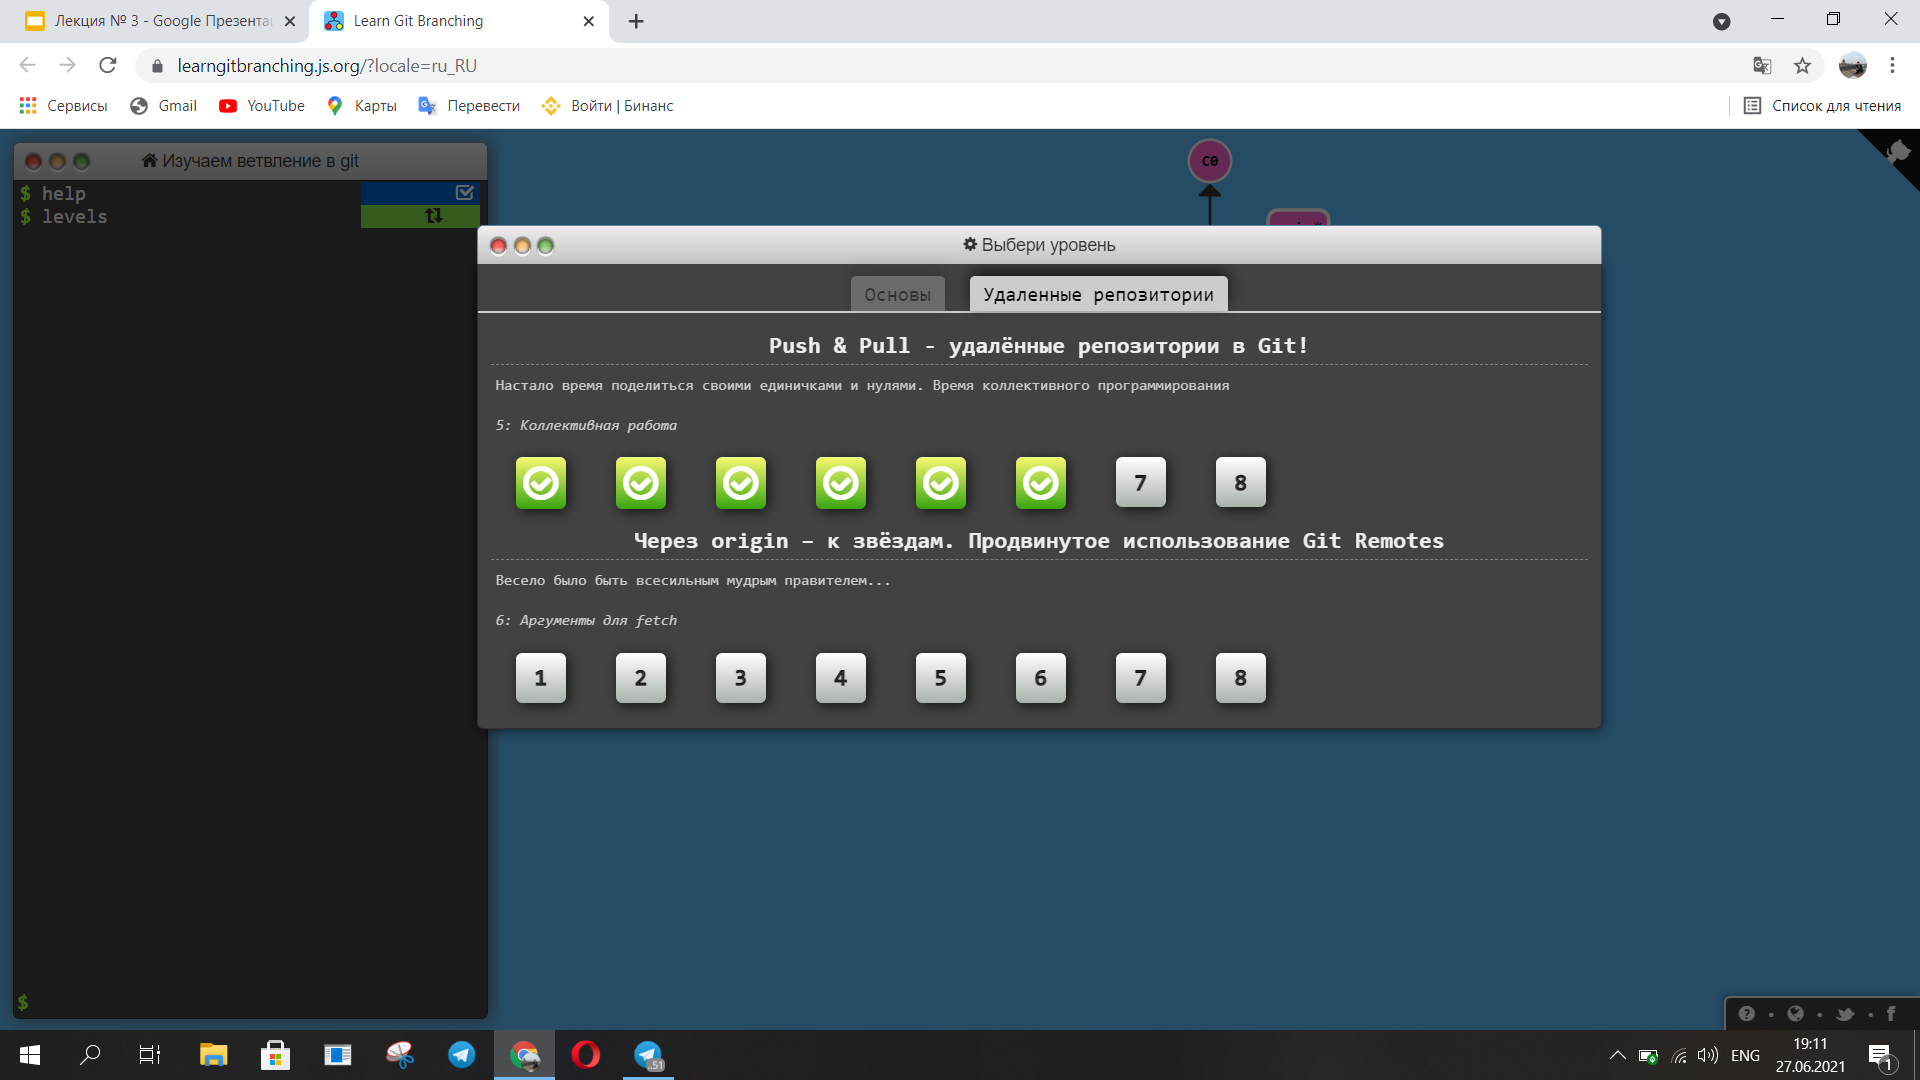 Лекция № 3 - Google Презента
Learn Git Branching
learngitbranching.js.org/?locale=ru_RU
Сервисы
Gmail
YouTube
Карты
Перевести
Войти | Бинанс
Список для чтения
Изучаем ветвление в git
$ help
$ levels
C0
Выбери уровень
Основы
Удаленные репозитории
Push & Pull - удалённые репозитории в Git!
Настало время поделиться своими единичками и нулями. Время коллективного программирования
5: Коллективная работа
7 8
Через origin – к звёздам. Продвинутое использование Git Remotes
Весело было быть всесильным мудрым правителем...
6: Аргументы для fetch
1 2 3 4 5 6 7 8
$
..51
ENG
19:11
27.06.2021
1